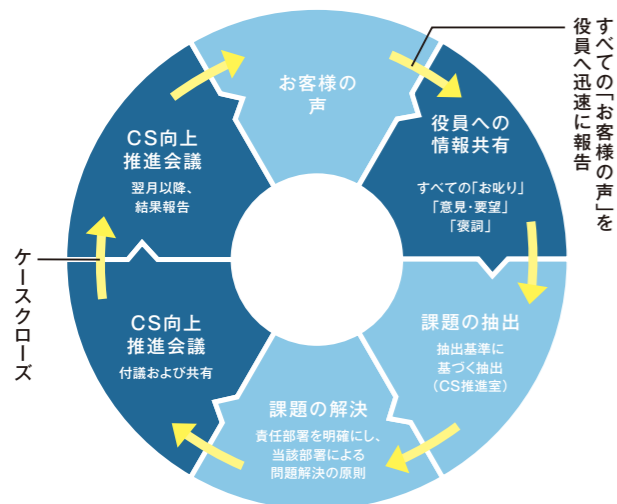 お客様の
声
すべての「お客様の声」を
役員へ迅速に報告
役員への
情報共有
すべての「お叱り」
「意見・要望」
「褒詞」
課題の抽出
抽出基準に
基づく抽出
（CS推進室）
課題の解決
責任部署を明確にし、
当該部署による
問題解決の原則
CS向上
推進会議
付議および共有
ケースクローズ
CS向上
推進会議
翌月以降、
結果報告